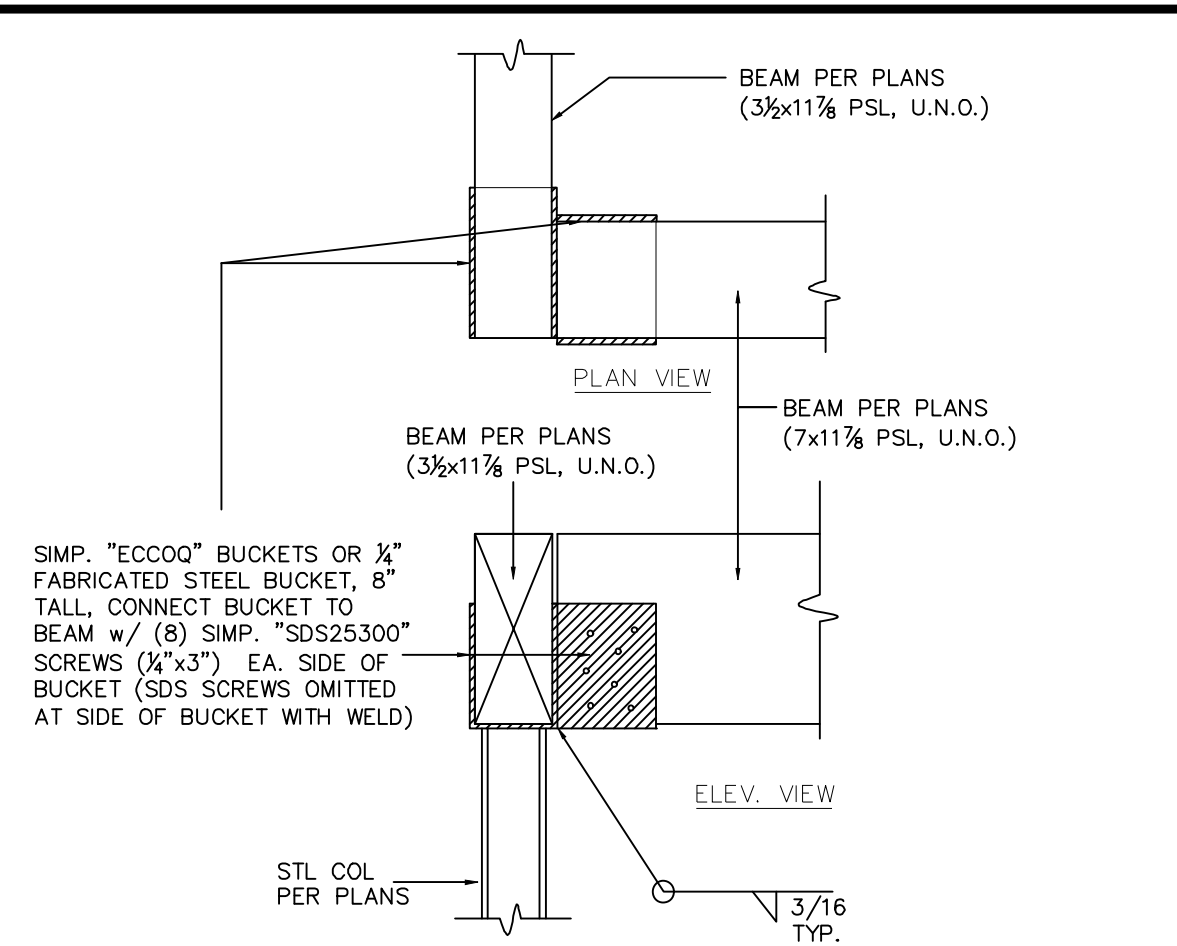 BEAM PER PLANS
(3½x11⅞ PSL, U.N.O.)
PLAN VIEW
BEAM PER PLANS
(7x11⅞ PSL, U.N.O.)
BEAM PER PLANS
(3½x11⅞ PSL, U.N.O.)
SIMP. "ECCOQ" BUCKETS OR ¼"
FABRICATED STEEL BUCKET, 8"
TALL, CONNECT BUCKET TO
BEAM w/ (8) SIMP. "SDS25300"
SCREWS (¼"x3") EA. SIDE OF
BUCKET (SDS SCREWS OMITTED
AT SIDE OF BUCKET WITH WELD)
ELEV. VIEW
STL COL
PER PLANS
3/16
TYP.